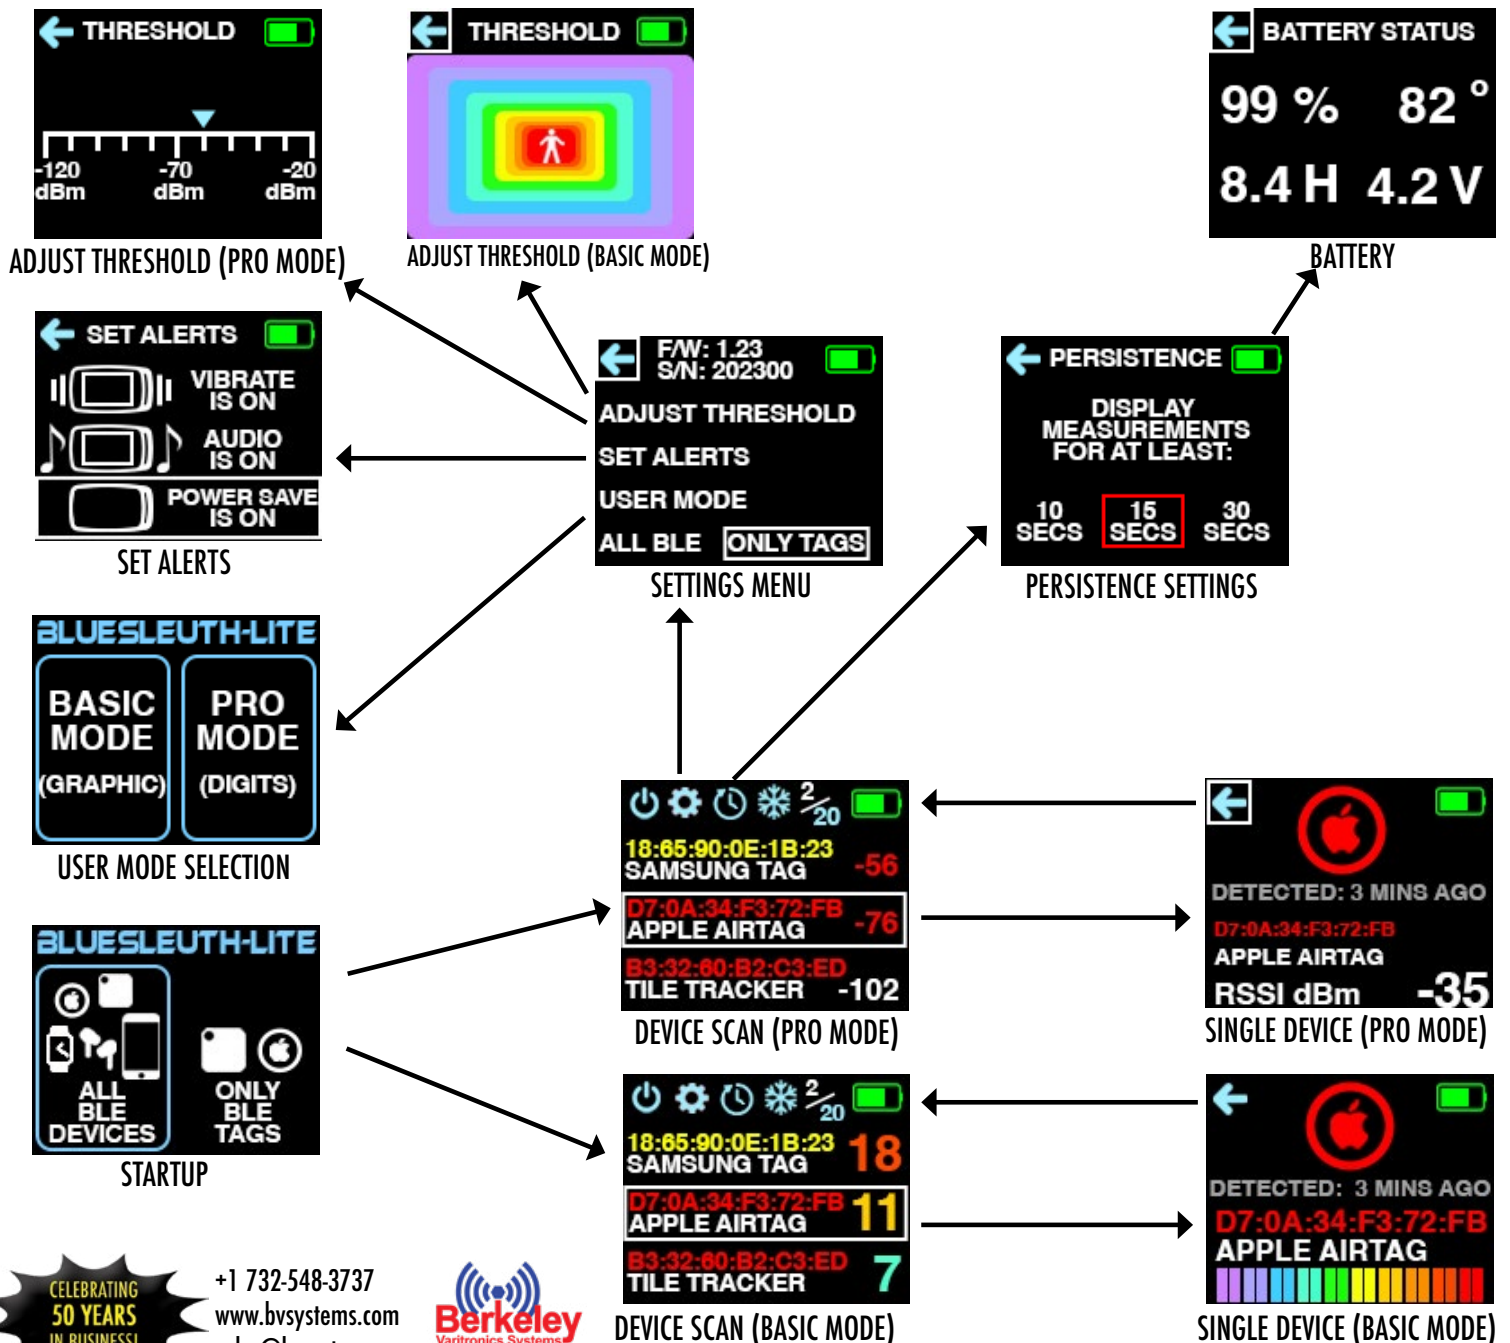 THRESHOLD
-120 dBm
-70 dBm
-20 dBm
ADJUST THRESHOLD (PRO MODE)
THRESHOLD
ADJUST THRESHOLD (BASIC MODE)
BATTERY STATUS
99 % 82 °
8.4 H 4.2 V
BATTERY
SET ALERTS
VIBRATE
IS ON
AUDIO
IS ON
POWER SAVE
IS ON
SET ALERTS
F/W: 1.23
S/N: 202300
ADJUST THRESHOLD
SET ALERTS
USER MODE
ALL BLE ONLY TAGS
SETTINGS MENU
PERSISTENCE
DISPLAY
MEASUREMENTS
FOR AT LEAST:
10
SECS
15
SECS
30
SECS
PERSISTENCE SETTINGS
BLUESLEUTH-LITE
BASIC
MODE
(GRAPHIC)
PRO
MODE
(DIGITS)
USER MODE SELECTION
BLUESLEUTH-LITE
ALL
BLE
DEVICES
ONLY
BLE
TAGS
STARTUP
2/20
18:65:90:0E:1B:23
SAMSUNG TAG -56
D7:0A:34:F3:72:FB
APPLE AIRTAG -76
B3:32:60:B2:C3:ED
TILE TRACKER -102
DEVICE SCAN (PRO MODE)
DETECTED: 3 MINS AGO
D7:0A:34:F3:72:FB
APPLE AIRTAG
RSSI dBm -35
SINGLE DEVICE (PRO MODE)
2/20
18:65:90:0E:1B:23
SAMSUNG TAG 18
D7:0A:34:F3:72:FB
APPLE AIRTAG 11
B3:32:60:B2:C3:ED
TILE TRACKER 7
DEVICE SCAN (BASIC MODE)
DETECTED: 3 MINS AGO
D7:0A:34:F3:72:FB
APPLE AIRTAG
SINGLE DEVICE (BASIC MODE)
CELEBRATING
50 YEARS
IN BUSINESS!
+1 732-548-3737
www.bvsystems.com
Berkeley
Varitronics Systems